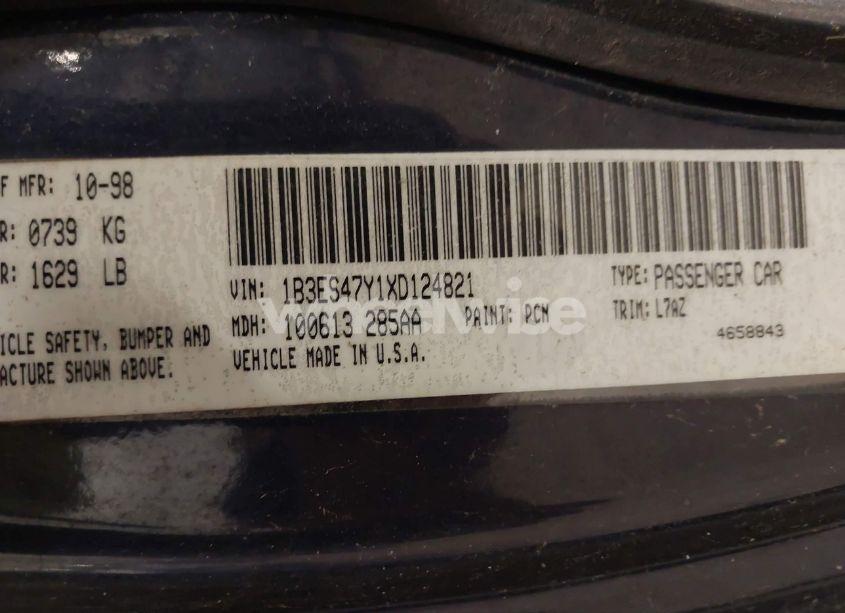 F MFR: 10-98
R: 0739 KG
R: 1629 LB
ICLE SAFETY, BUMPER AND
ACTURE SHOWN ABOVE.
VIN: 1B3ES47Y1XD124821
MDH: 100613 285AA PAINT: PCN
VEHICLE MADE IN U.S.A.
TYPE: PASSENGER CAR
TRIM: L7AZ
4658843